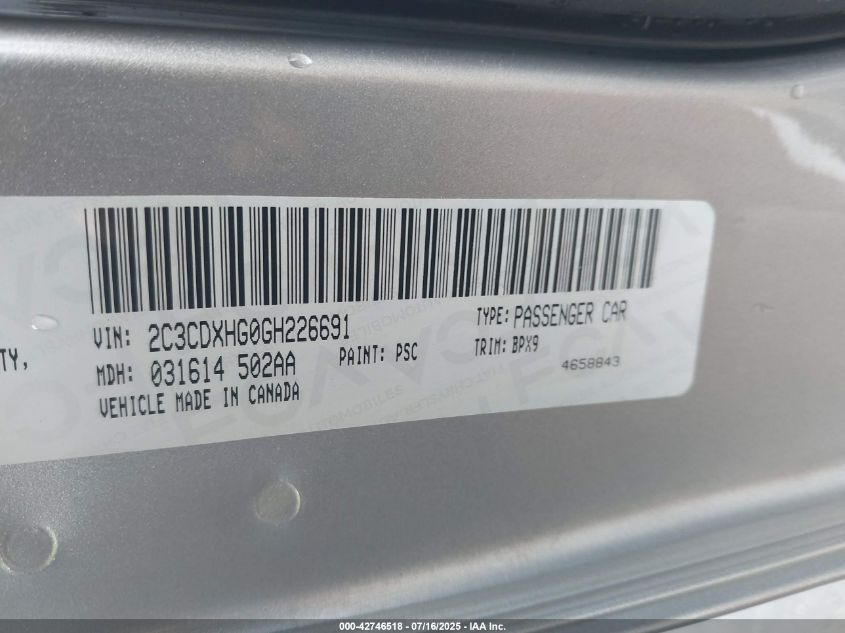 VIN: 2C3CDXHG0GH226691
TYPE: PASSENGER CAR
TY,
MDH: 031614 502AA
PAINT: PSC
TRIM: BPX9
4658843
VEHICLE MADE IN CANADA
000-42746518 - 07/16/2025 - IAA Inc.